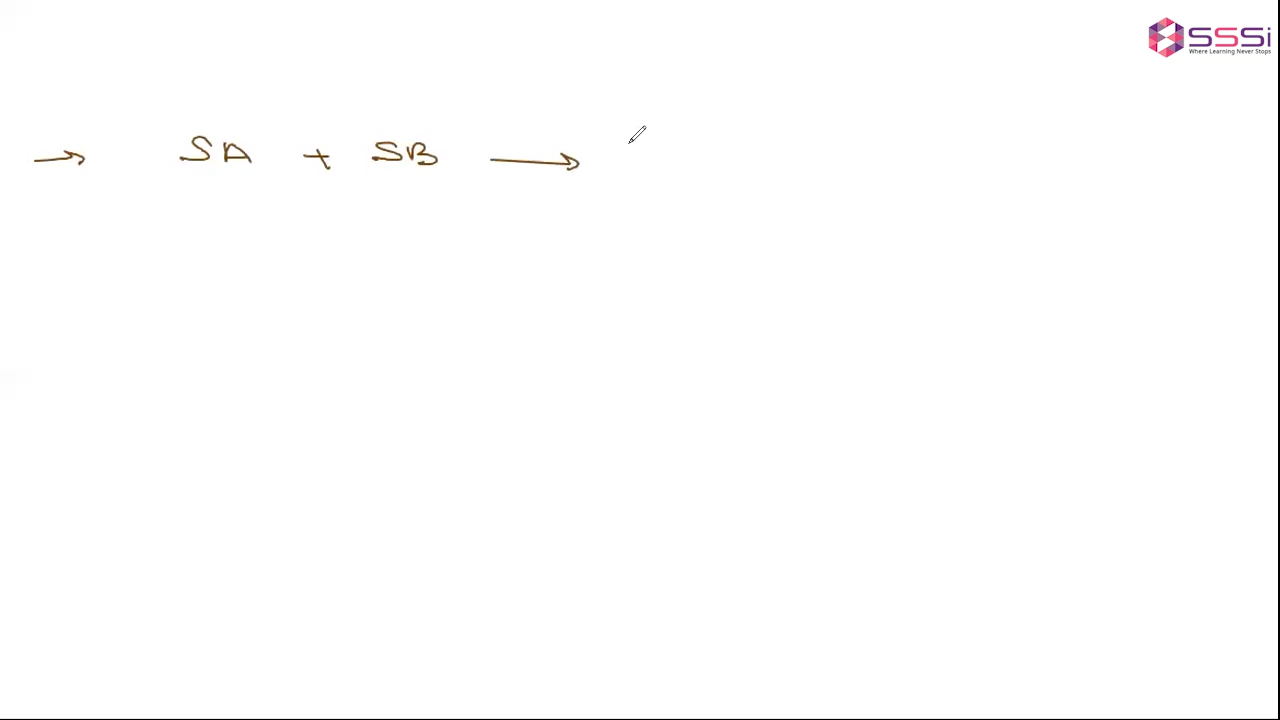 SSSi
Where Learning Never Stops
→ SA + SB →